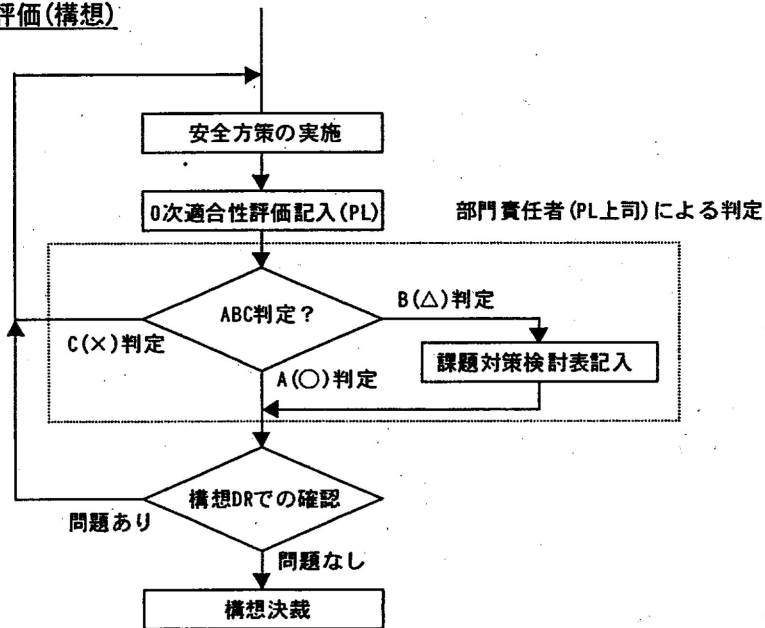 評価(構想)
安全方策の実施
0次適合性評価記入(PL)
部門責任者(PL上司)による判定
ABC判定？
B(△)判定
C(×)判定
課題対策検討表記入
A(○)判定
構想DRでの確認
問題あり
問題なし
構想決裁